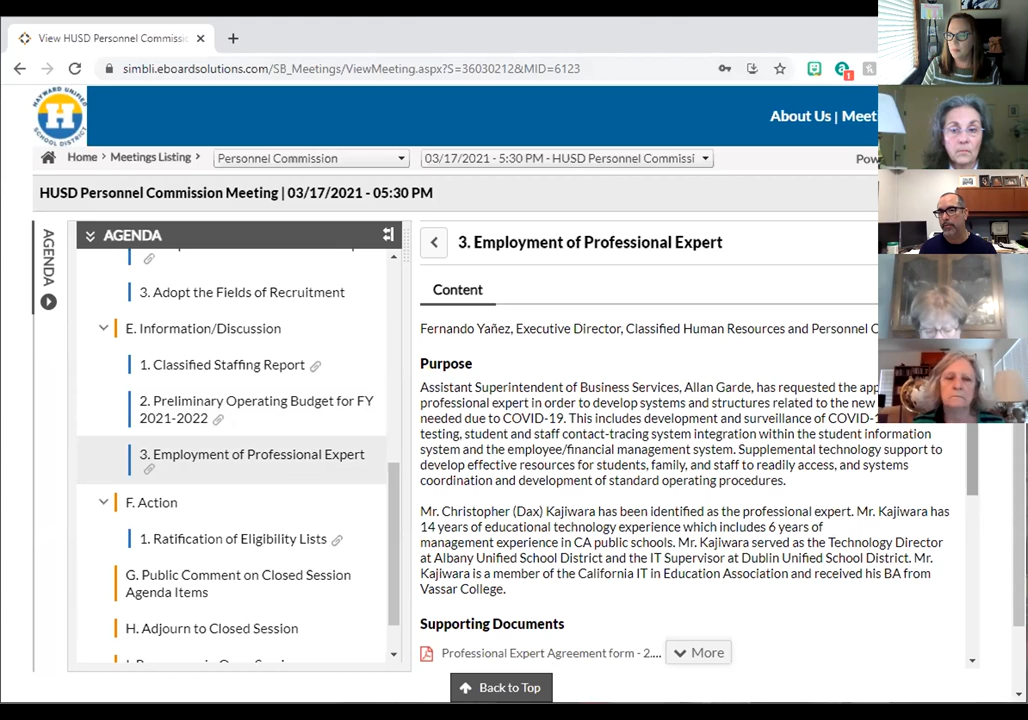 View HUSD Personnel Commissi
simbli.eboardsolutions.com/SB_Meetings/ViewMeeting.aspx?S=36030212&MID=6123
1
HAYWARD UNIFIED
H
SCHOOL DISTRICT
About Us | Meet
Home > Meetings Listing >
Personnel Commission
03/17/2021 - 5:30 PM - HUSD Personnel Commissi
HUSD Personnel Commission Meeting | 03/17/2021 - 05:30 PM
AGENDA
AGENDA
3. Adopt the Fields of Recruitment
E. Information/Discussion
1. Classified Staffing Report
2. Preliminary Operating Budget for FY
2021-2022
3. Employment of Professional Expert
F. Action
1. Ratification of Eligibility Lists
G. Public Comment on Closed Session
Agenda Items
H. Adjourn to Closed Session
3. Employment of Professional Expert
Content
Fernando Yañez, Executive Director, Classified Human Resources and Personnel C
Purpose
Assistant Superintendent of Business Services, Allan Garde, has requested the app
professional expert in order to develop systems and structures related to the new
needed due to COVID-19. This includes development and surveillance of COVID-1
testing, student and staff contact-tracing system integration within the student information
system and the employee/financial management system. Supplemental technology support to
develop effective resources for students, family, and staff to readily access, and systems
coordination and development of standard operating procedures.
Mr. Christopher (Dax) Kajiwara has been identified as the professional expert. Mr. Kajiwara has
14 years of educational technology experience which includes 6 years of
management experience in CA public schools. Mr. Kajiwara served as the Technology Director
at Albany Unified School District and the IT Supervisor at Dublin Unified School District. Mr.
Kajiwara is a member of the California IT in Education Association and received his BA from
Vassar College.
Supporting Documents
Professional Expert Agreement form - 2....
More
Back to Top